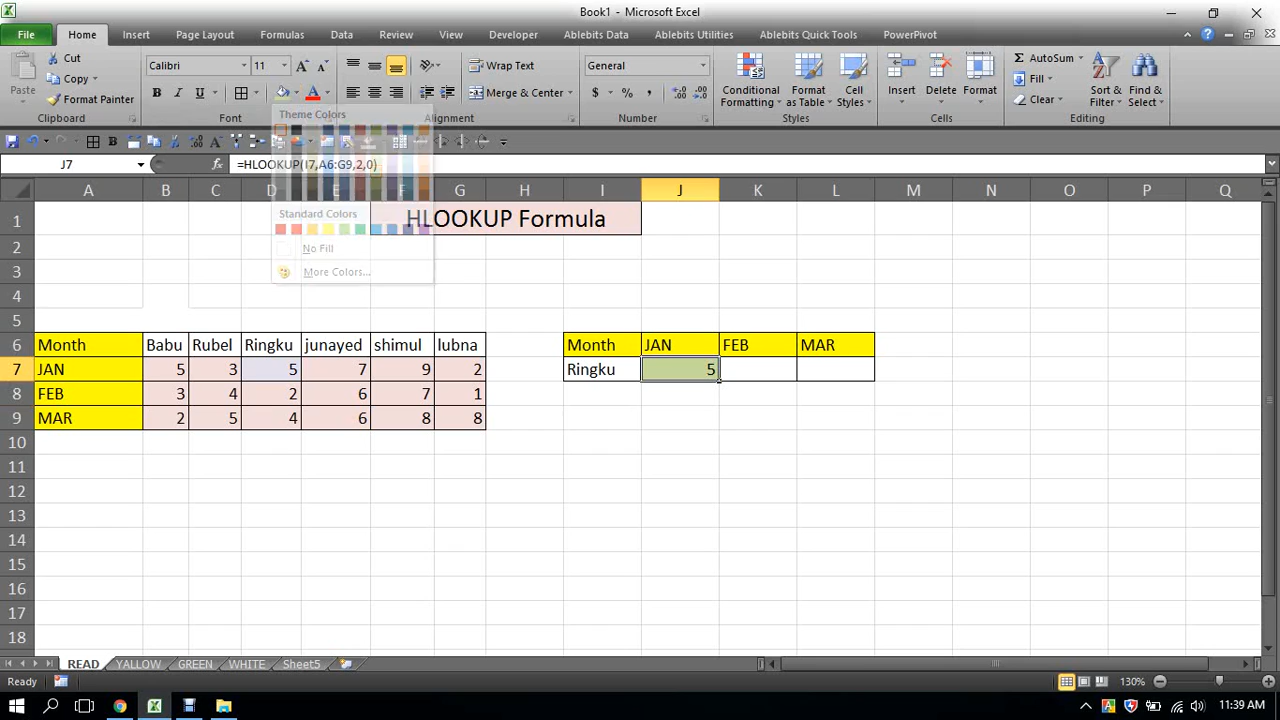 Book1 - Microsoft Excel
File Home Insert Page Layout Formulas Data Review View Developer Ablebits Data Ablebits Utilities Ablebits Quick Tools PowerPivot
Paste
Cut
Copy
Format Painter
Clipboard
Calibri 11
B I U
Font
Wrap Text
Merge & Center
Alignment
General
$ % ,
Number
Conditional Formatting
Format as Table
Cell Styles
Styles
Insert
Delete
Format
Cells
AutoSum
Fill
Clear
Sort & Filter
Find & Select
Editing
Theme Colors
Standard Colors
No Fill
More Colors...
J7 fx =HLOOKUP(I7,A6:G9,2,0)
A B C D E F G H I J K L M N O P Q
1 HLOOKUP Formula
2
3
4
5
6 Month Babu Rubel Ringku junayed shimul lubna Month JAN FEB MAR
7 JAN 5 3 5 7 9 2 Ringku 5
8 FEB 3 4 2 6 7 1
9 MAR 2 5 4 6 8 8
10
11
12
13
14
15
16
17
18
READ YALLOW GREEN WHITE Sheet5
Ready 130%
11:39 AM